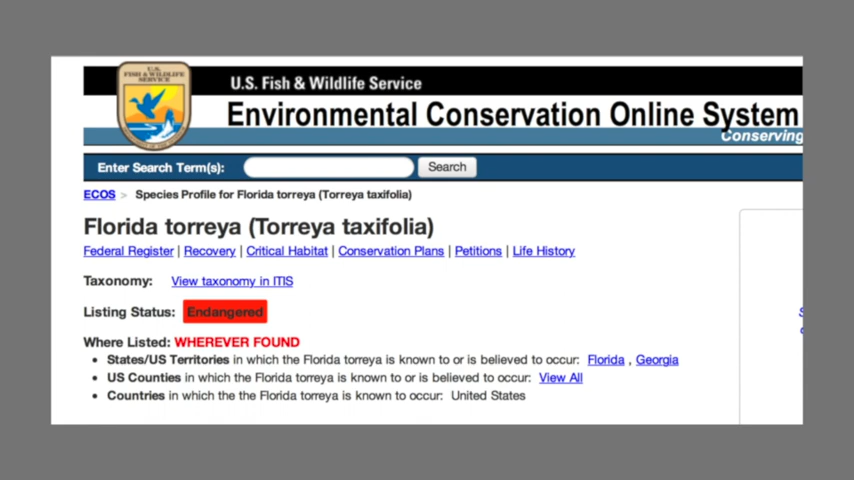 U.S.
FISH & WILDLIFE
SERVICE
U.S. Fish & Wildlife Service
Environmental Conservation Online System
Conserving
Enter Search Term(s): Search
ECOS > Species Profile for Florida torreya (Torreya taxifolia)
Florida torreya (Torreya taxifolia)
Federal Register | Recovery | Critical Habitat | Conservation Plans | Petitions | Life History
Taxonomy: View taxonomy in ITIS
Listing Status: Endangered
Where Listed: WHEREVER FOUND
• States/US Territories in which the Florida torreya is known to or is believed to occur: Florida , Georgia
• US Counties in which the Florida torreya is known to or is believed to occur: View All
• Countries in which the the Florida torreya is known to occur: United States